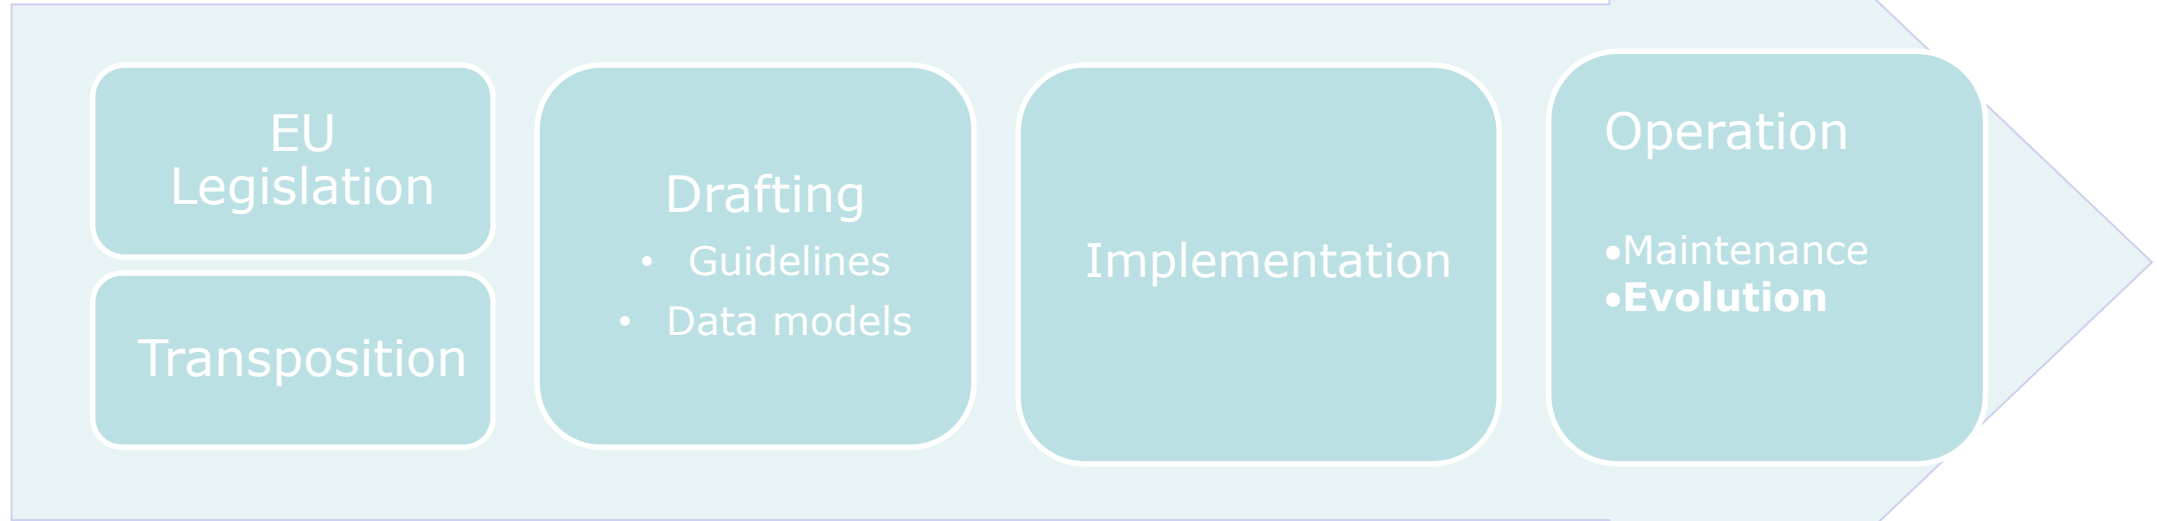 EU
Legislation
Transposition
Drafting
• Guidelines
• Data models
Implementation
Operation
•Maintenance
•Evolution